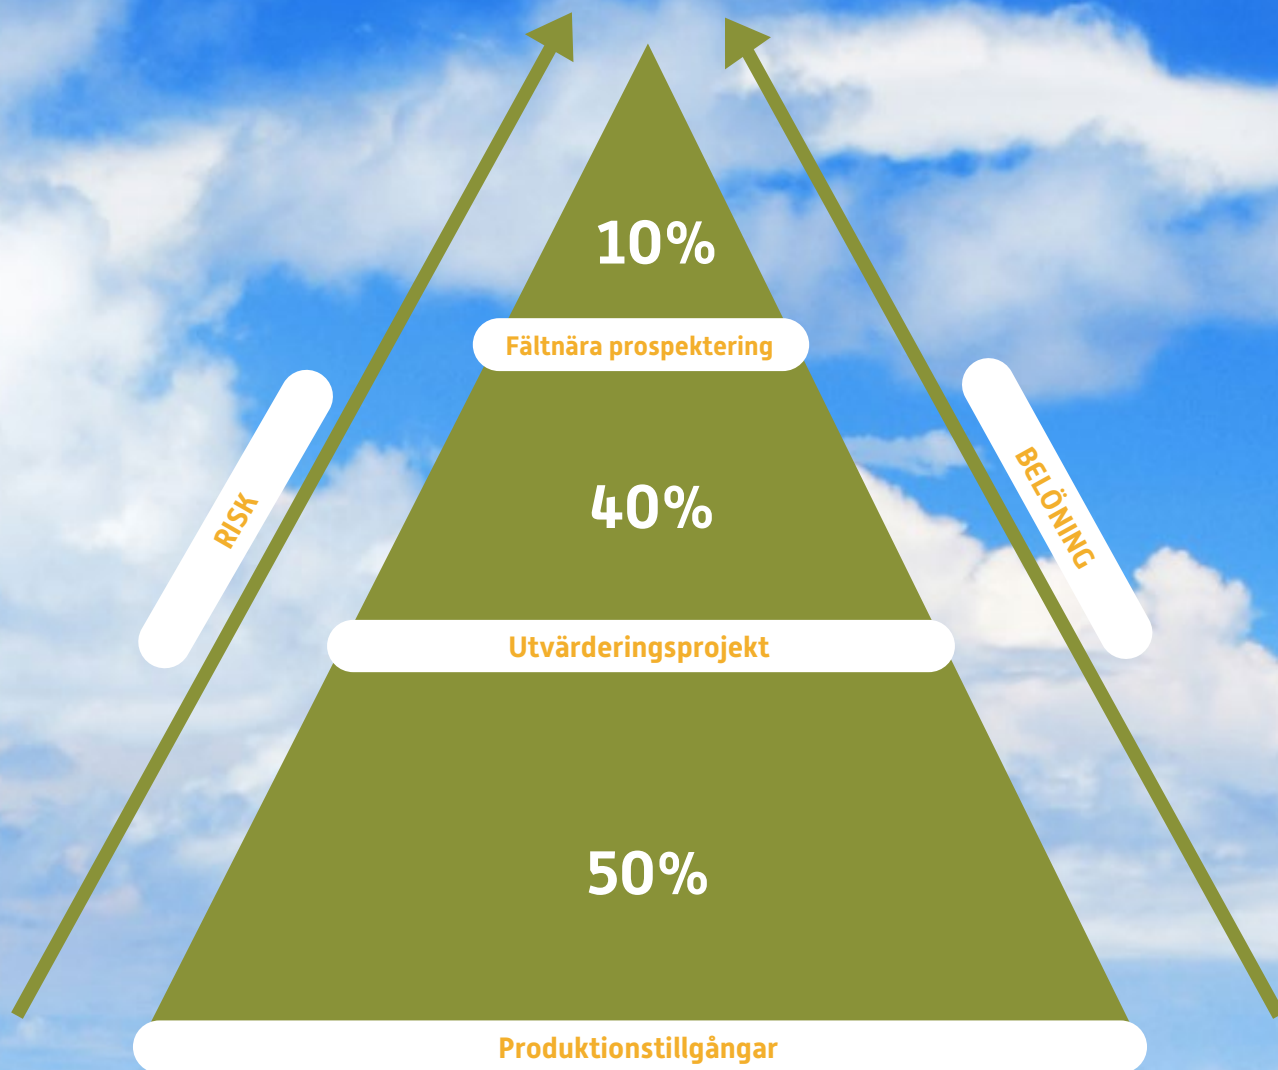 10%
Fältnära prospektering
40%
RISK
BELÖNING
Utvärderingsprojekt
50%
Produktionstillgångar